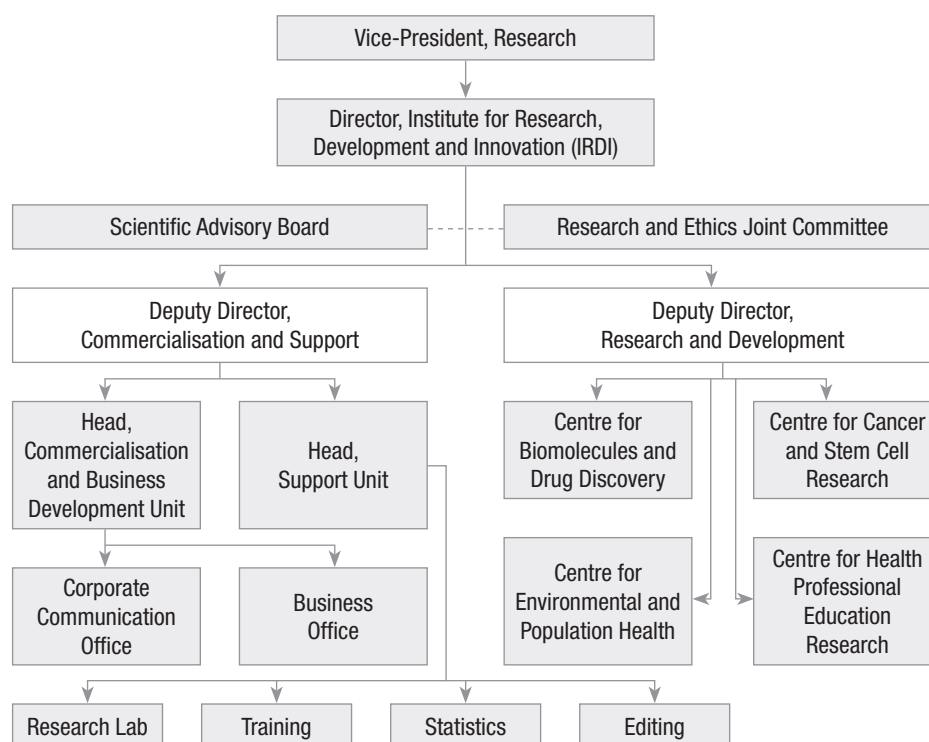 Vice-President, Research
Director, Institute for Research,
Development and Innovation (IRDI)
Scientific Advisory Board
Research and Ethics Joint Committee
Deputy Director,
Commercialisation and Support
Deputy Director,
Research and Development
Head,
Commercialisation
and Business
Development Unit
Head,
Support Unit
Centre for
Biomolecules and
Drug Discovery
Centre for Cancer
and Stem Cell
Research
Corporate
Communication
Office
Business
Office
Centre for
Environmental and
Population Health
Centre for Health
Professional
Education
Research
Research Lab
Training
Statistics
Editing